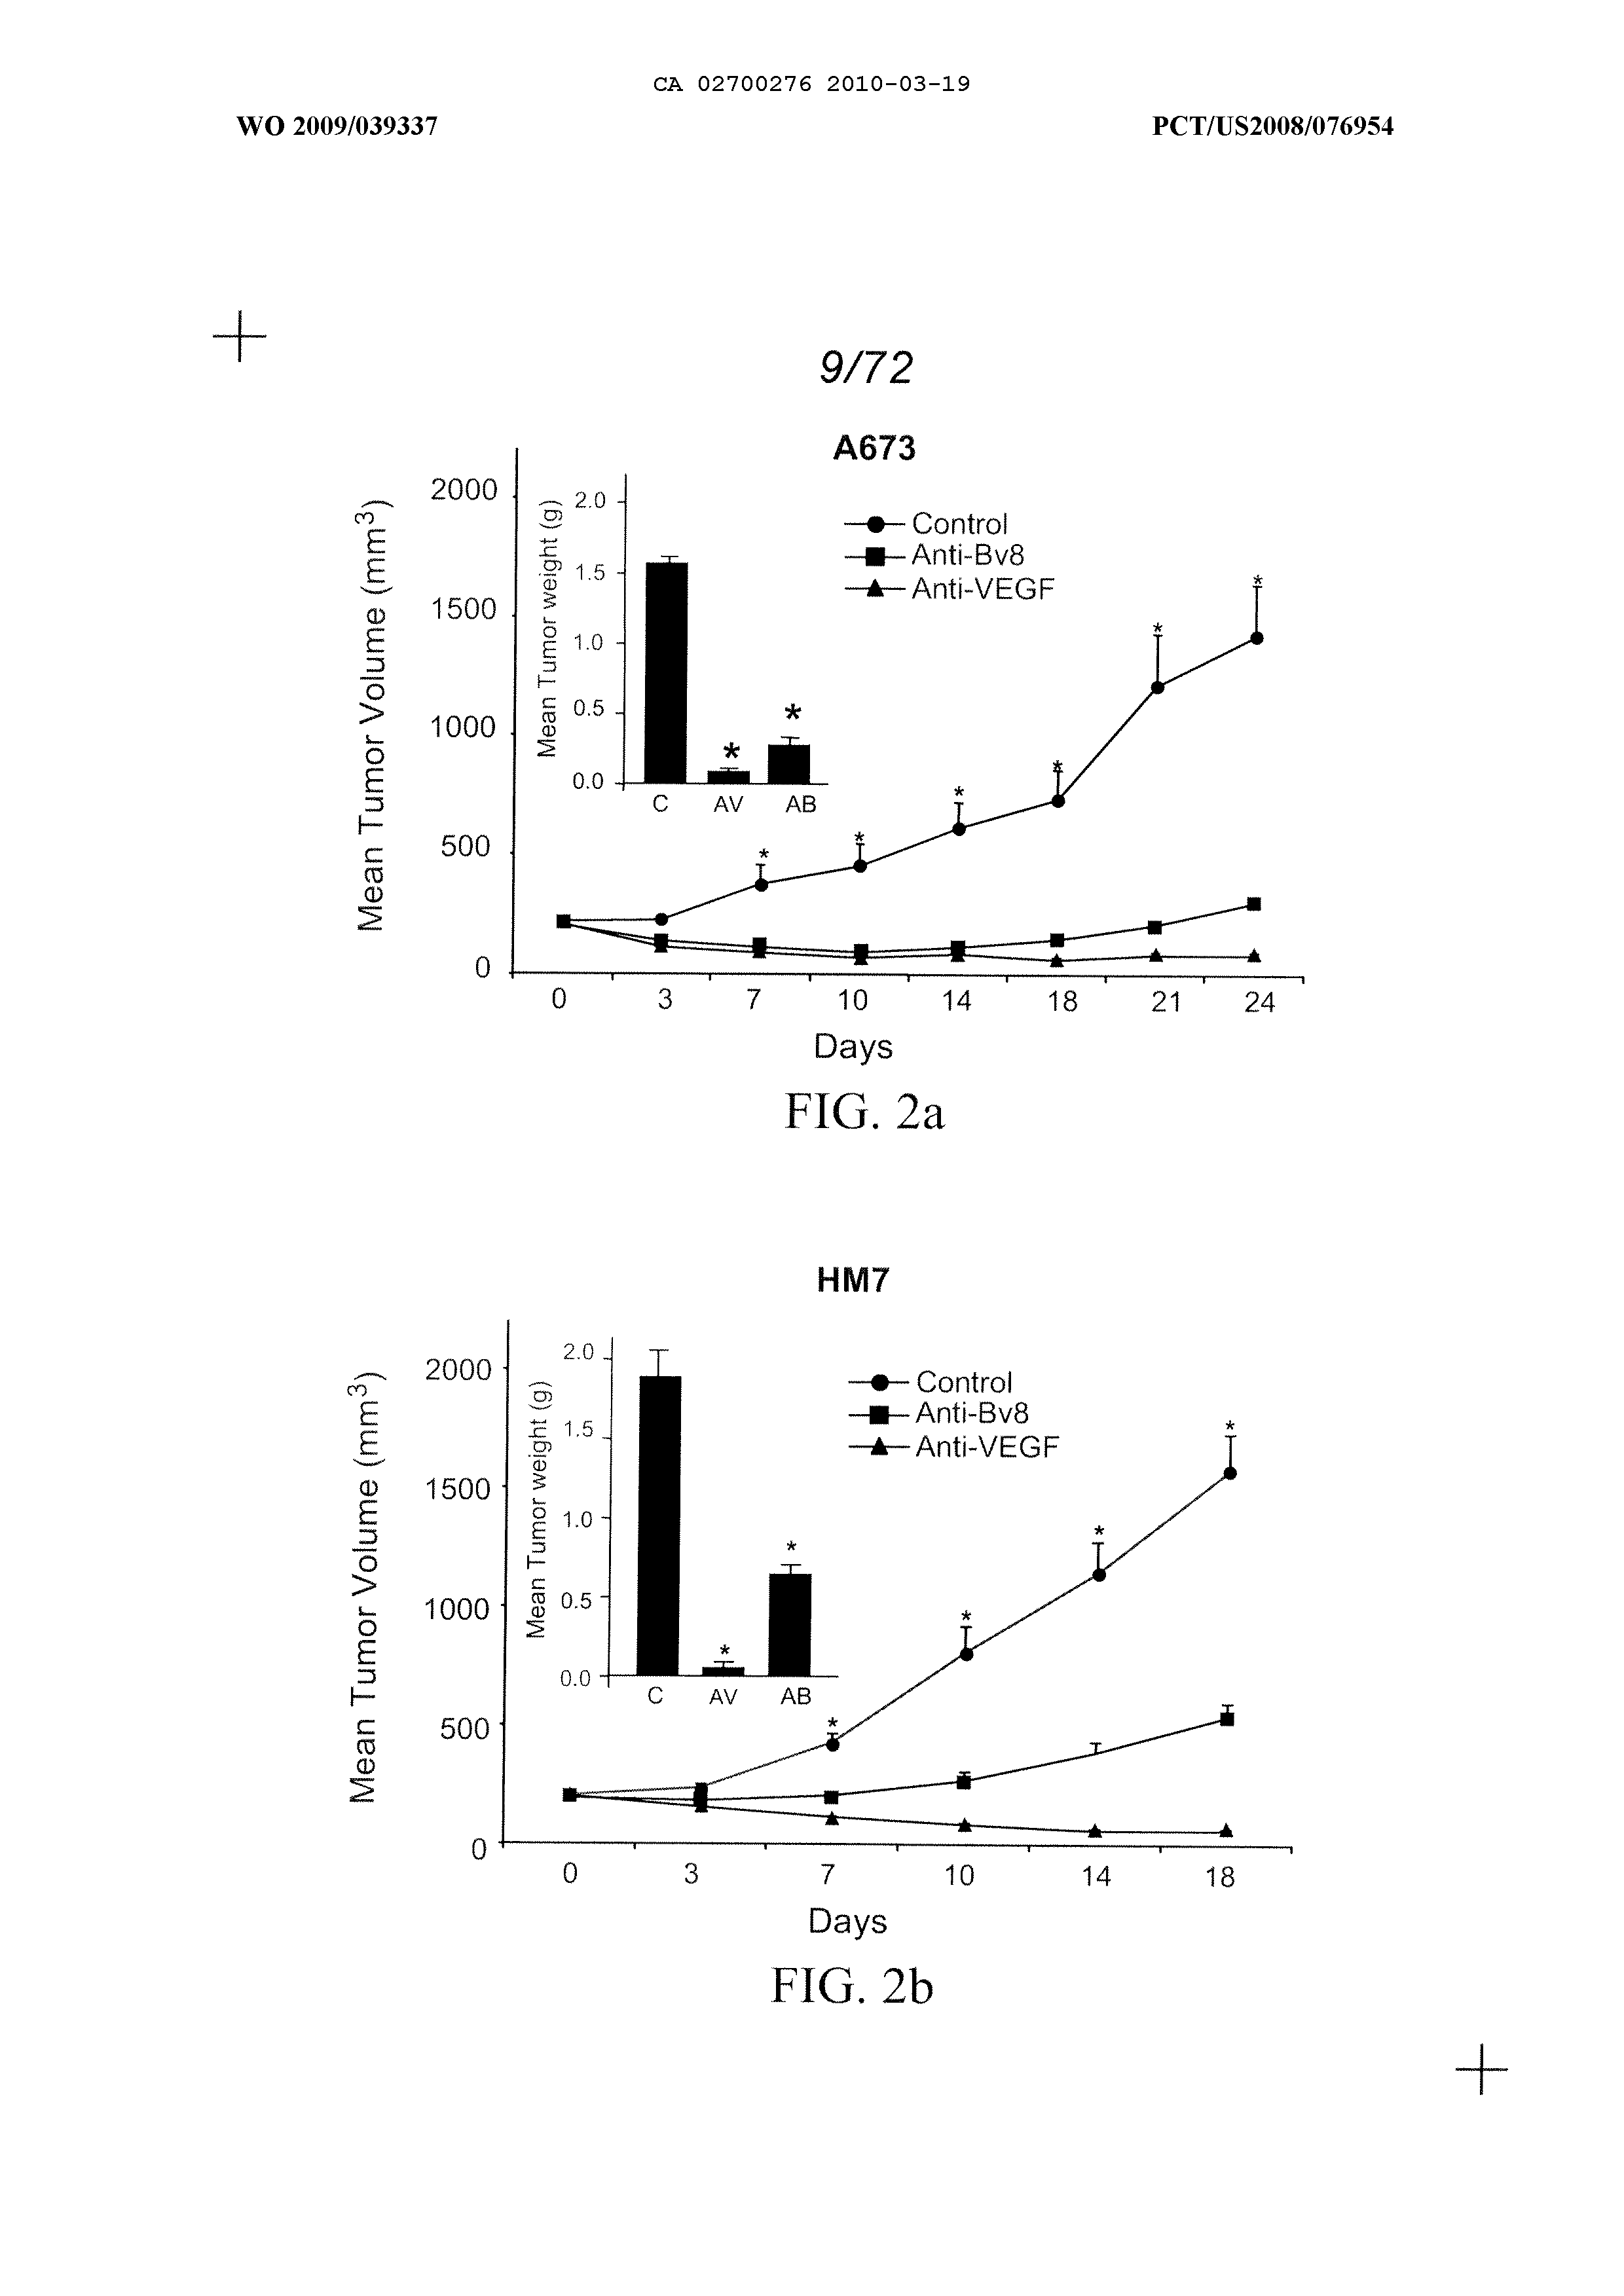 CA 02700276 2010-03-19
WO 2009/039337
PCT/US2008/076954
9/72
A673
Mean Tumor Volume (mm³)
2000
1500
1000
500
0
Mean Tumor weight (g)
2.0
1.5
1.0
0.5
0.0
C AV AB
* *
Control
Anti-Bv8
Anti-VEGF
* * * * * *
0 3 7 10 14 18 21 24
Days
FIG. 2a
HM7
Mean Tumor Volume (mm³)
2000
1500
1000
500
0
Mean Tumor weight (g)
2.0
1.5
1.0
0.5
0.0
C AV AB
* *
Control
Anti-Bv8
Anti-VEGF
* * * *
0 3 7 10 14 18
Days
FIG. 2b